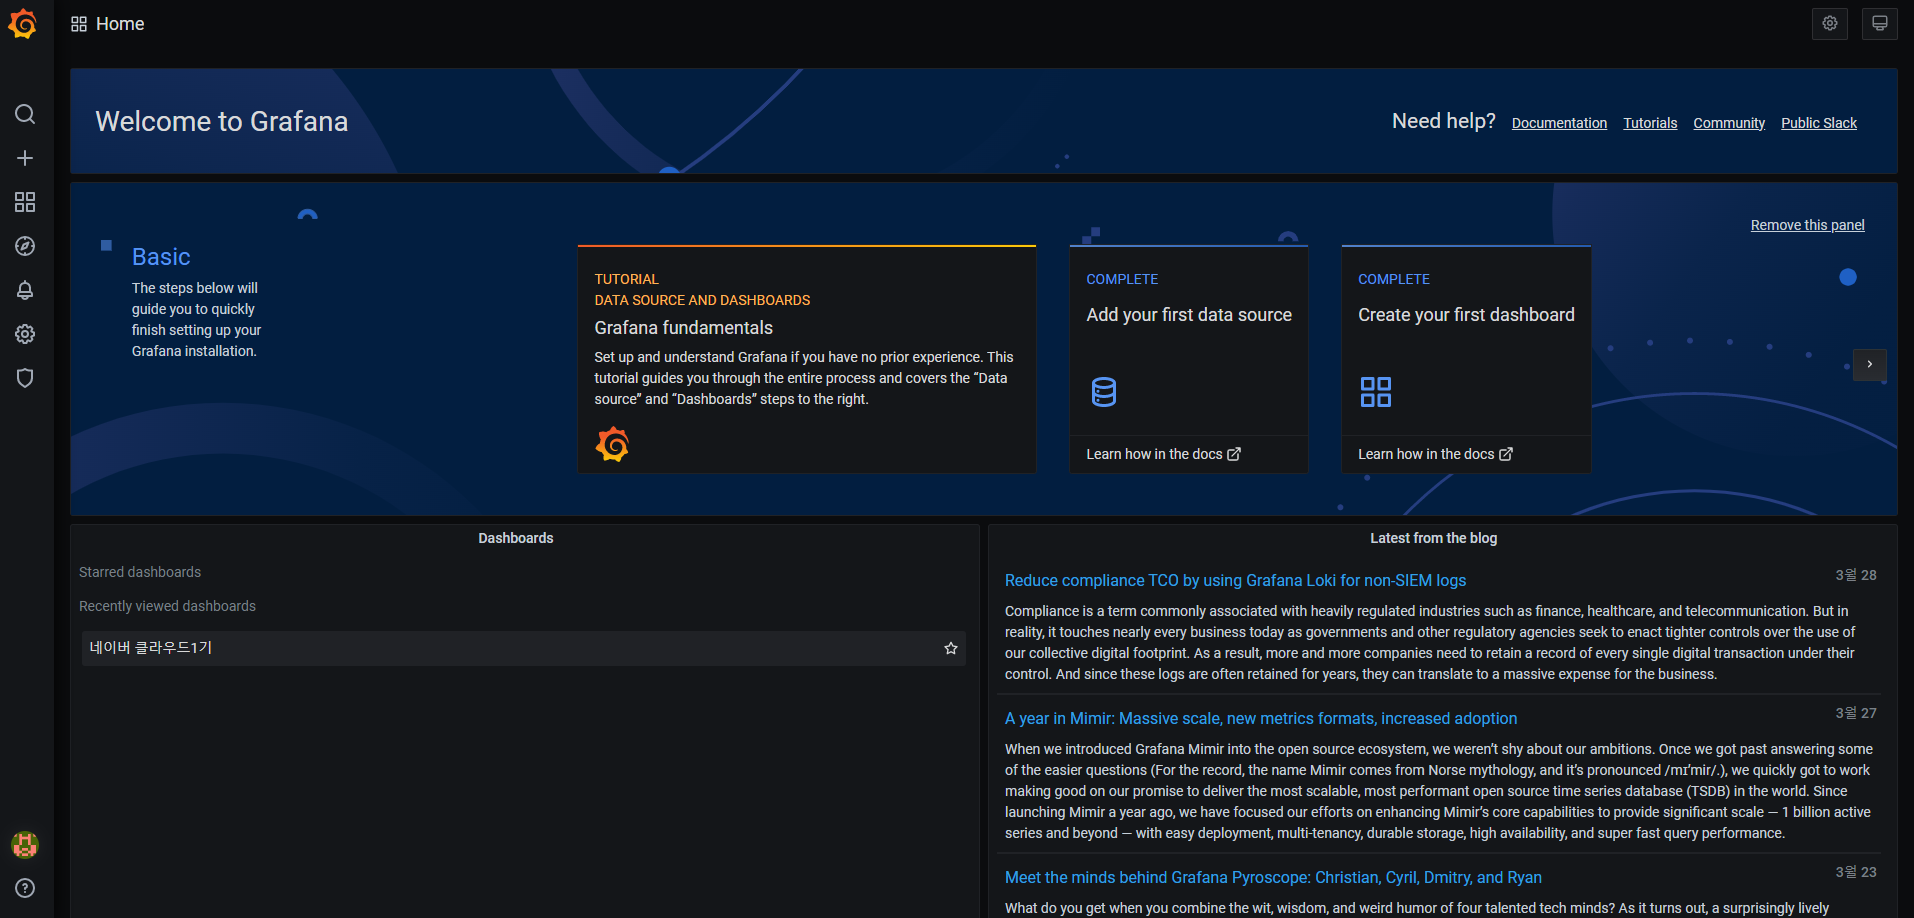 Home
Welcome to Grafana
Need help? Documentation Tutorials Community Public Slack
Remove this panel
Basic
The steps below will
guide you to quickly
finish setting up your
Grafana installation.
TUTORIAL
DATA SOURCE AND DASHBOARDS
Grafana fundamentals
Set up and understand Grafana if you have no prior experience. This
tutorial guides you through the entire process and covers the “Data
source” and “Dashboards” steps to the right.
COMPLETE
Add your first data source
Learn how in the docs
COMPLETE
Create your first dashboard
Learn how in the docs
Dashboards
Starred dashboards
Recently viewed dashboards
네이버 클라우드1기
Latest from the blog
Reduce compliance TCO by using Grafana Loki for non-SIEM logs
3월 28
Compliance is a term commonly associated with heavily regulated industries such as finance, healthcare, and telecommunication. But in
reality, it touches nearly every business today as governments and other regulatory agencies seek to enact tighter controls over the use of
our collective digital footprint. As a result, more and more companies need to retain a record of every single digital transaction under their
control. And since these logs are often retained for years, they can translate to a massive expense for the business.
A year in Mimir: Massive scale, new metrics formats, increased adoption
3월 27
When we introduced Grafana Mimir into the open source ecosystem, we weren’t shy about our ambitions. Once we got past answering some
of the easier questions (For the record, the name Mimir comes from Norse mythology, and it’s pronounced /mɪ’mir/.), we quickly got to work
making good on our promise to deliver the most scalable, most performant open source time series database (TSDB) in the world. Since
launching Mimir a year ago, we have focused our efforts on enhancing Mimir’s core capabilities to provide significant scale — 1 billion active
series and beyond — with easy deployment, multi-tenancy, durable storage, high availability, and super fast query performance.
Meet the minds behind Grafana Pyroscope: Christian, Cyril, Dmitry, and Ryan
3월 23
What do you get when you combine the wit, wisdom, and weird humor of four talented tech minds? As it turns out, a surprisingly lively